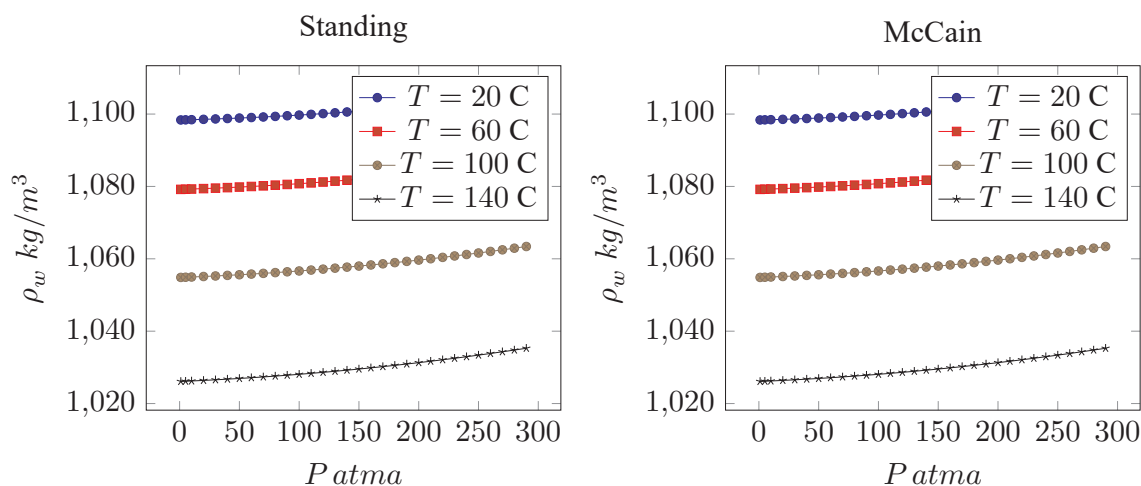 Standing
ρw kg/m³
1,100
1,080
1,060
1,040
1,020
T = 20 C
T = 60 C
T = 100 C
T = 140 C
0 50 100 150 200 250 300
P atma
McCain
ρw kg/m³
1,100
1,080
1,060
1,040
1,020
T = 20 C
T = 60 C
T = 100 C
T = 140 C
0 50 100 150 200 250 300
P atma